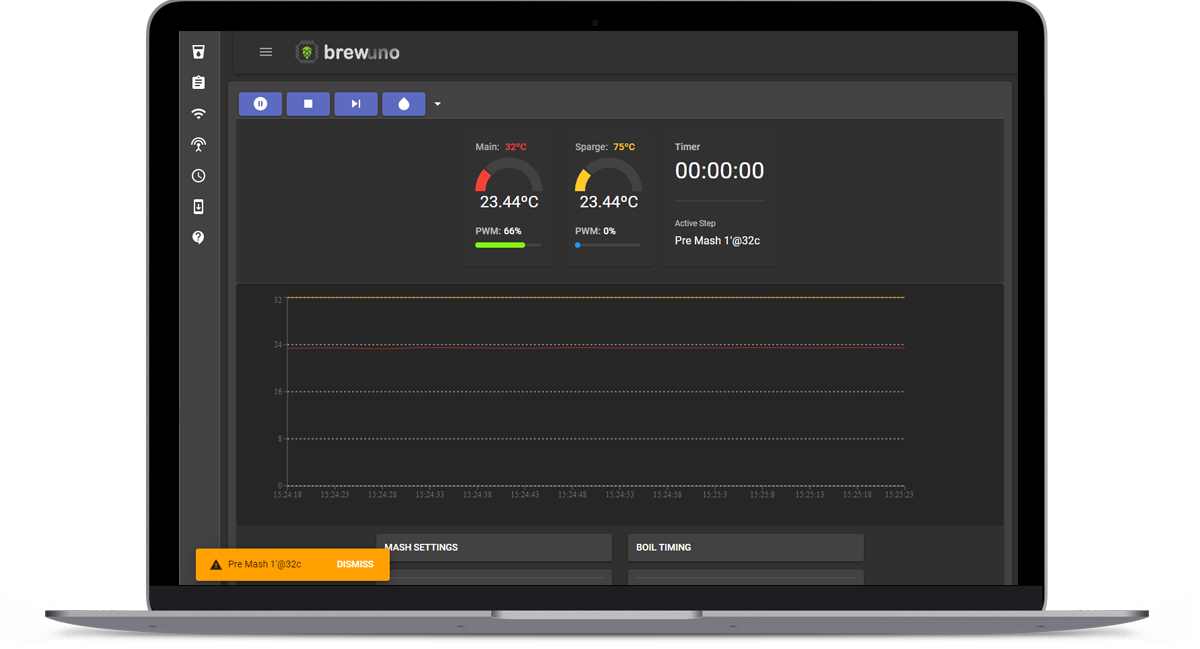 brewuno
Main: 32ºC
23.44ºC
PWM: 66%
Sparge: 75ºC
23.44ºC
PWM: 0%
Timer
00:00:00
Active Step
Pre Mash 1'@32c
32
24
16
8
0
15:24:18 15:24:23 15:24:28 15:24:33 15:24:38 15:24:43 15:24:48 15:24:53 15:24:58 15:25:3 15:25:8 15:25:13 15:25:18 15:25:23
MASH SETTINGS
BOIL TIMING
Pre Mash 1'@32c DISMISS